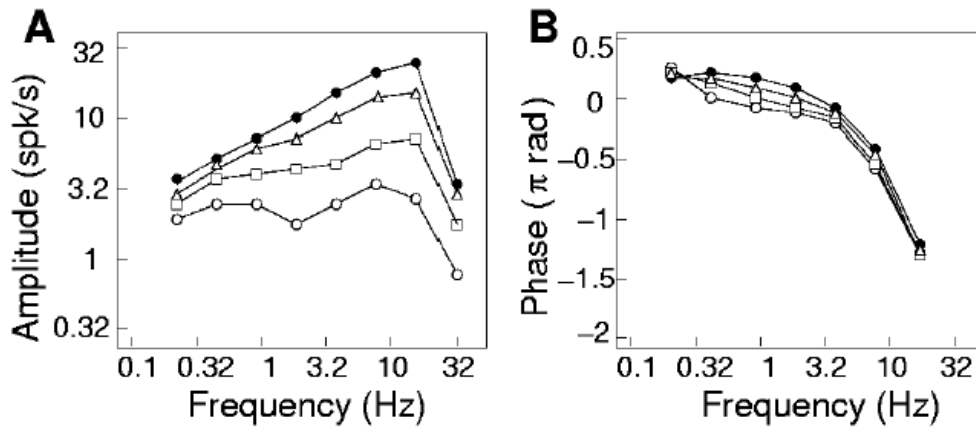 A
Amplitude (spk/s)
32
10
3.2
1
0.32
0.1 0.32 1 3.2 10 32
Frequency (Hz)
B
Phase (π rad)
0.5
0
−0.5
−1
−1.5
−2
0.1 0.32 1 3.2 10 32
Frequency (Hz)